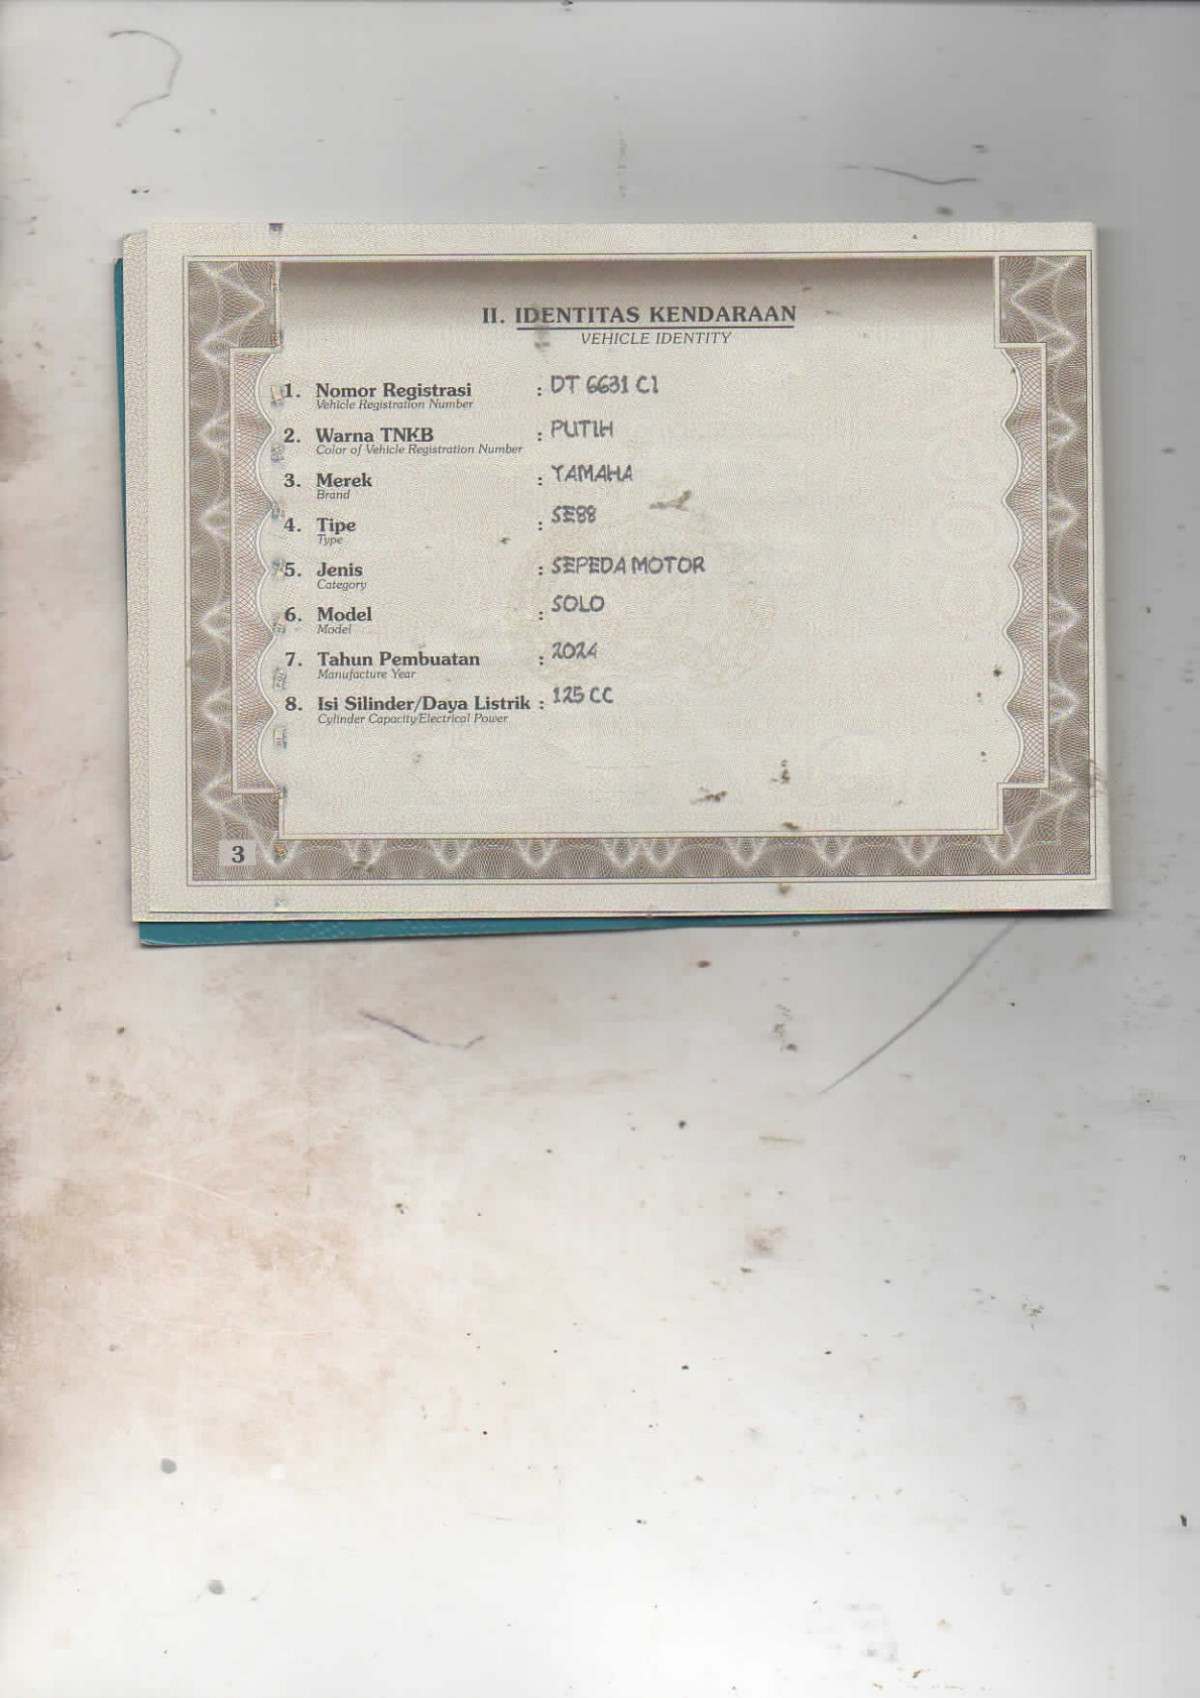 II. IDENTITAS KENDARAAN
VEHICLE IDENTITY
1. Nomor Registrasi : DT 6631 CI
Vehicle Registration Number
2. Warna TNKB : PUTIH
Color of Vehicle Registration Number
3. Merek : YAMAHA
Brand
4. Tipe : SE88
Type
5. Jenis : SEPEDA MOTOR
Category
6. Model : SOLO
Model
7. Tahun Pembuatan : 2024
Manufacture Year
8. Isi Silinder/Daya Listrik : 125 CC
Cylinder Capacity/Electrical Power
3